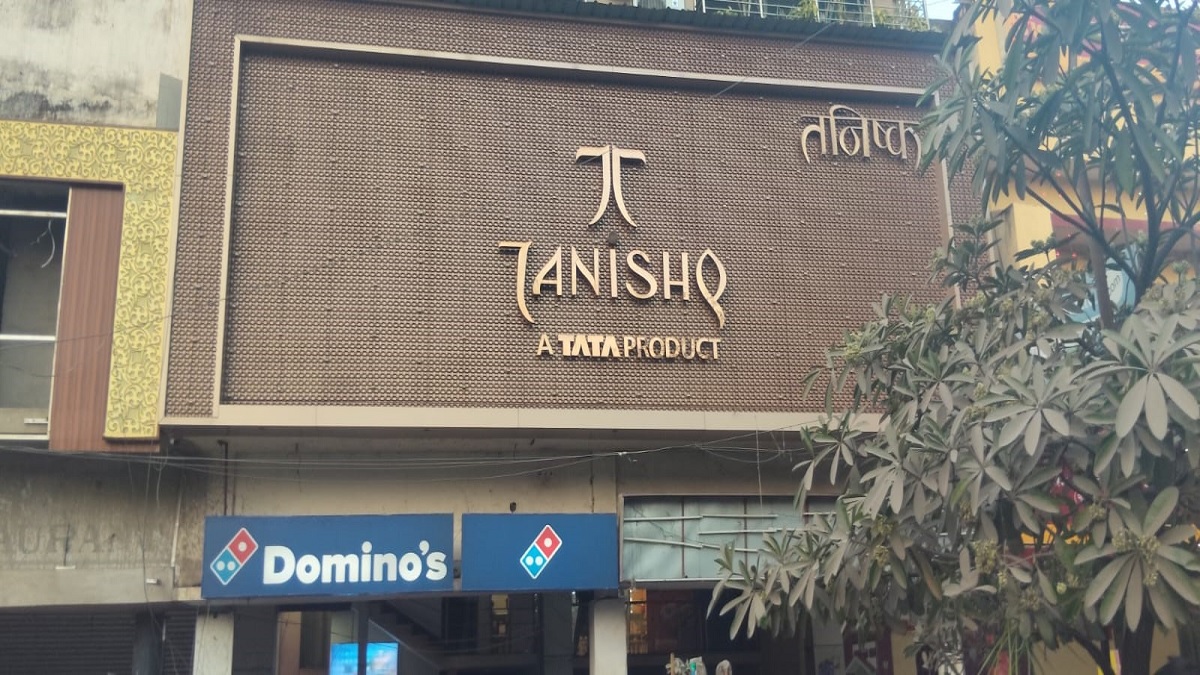 तनिष्क
TANISHQ
A TATA PRODUCT
Domino's